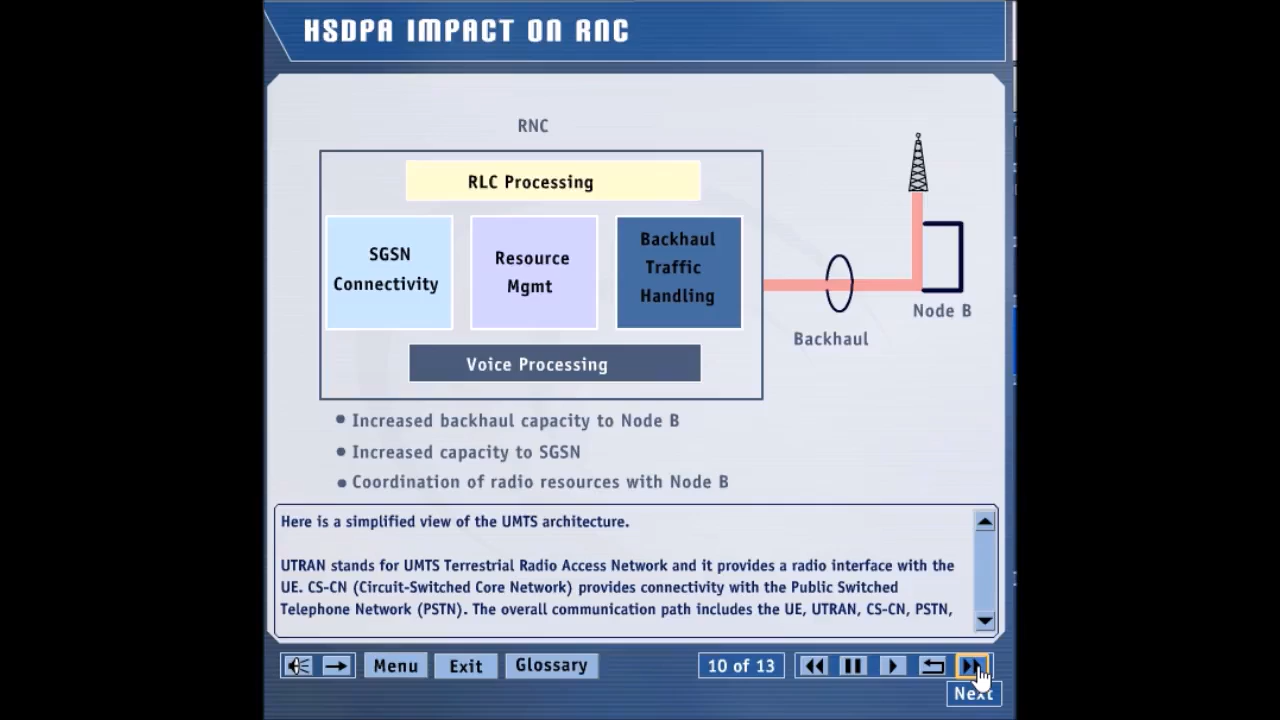 HSDPA IMPACT ON RNC
RNC
RLC Processing
SGSN
Connectivity
Resource
Mgmt
Backhaul
Traffic
Handling
Voice Processing
Backhaul
Node B
• Increased backhaul capacity to Node B
• Increased capacity to SGSN
• Coordination of radio resources with Node B
Here is a simplified view of the UMTS architecture.
UTRAN stands for UMTS Terrestrial Radio Access Network and it provides a radio interface with the
UE. CS-CN (Circuit-Switched Core Network) provides connectivity with the Public Switched
Telephone Network (PSTN). The overall communication path includes the UE, UTRAN, CS-CN, PSTN,
Menu
Exit
Glossary
10 of 13
Next